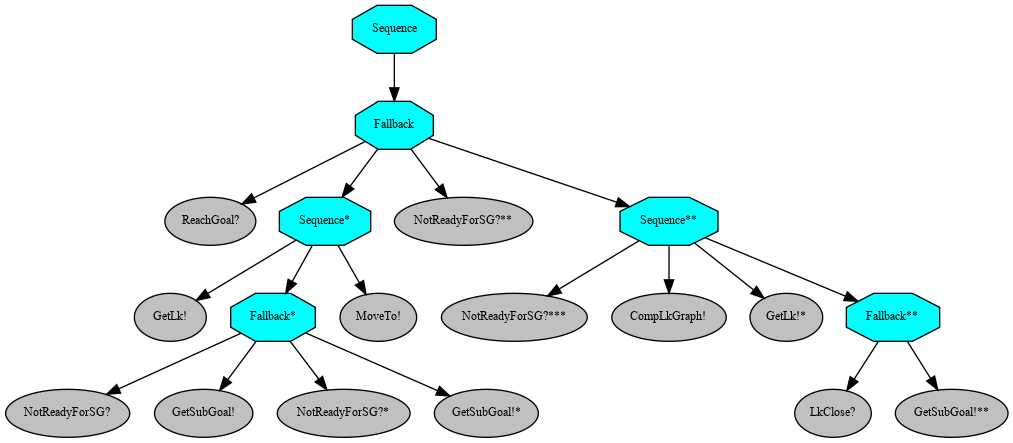 Sequence
Fallback
ReachGoal?
Sequence*
NotReadyForSG?**
Sequence**
GetLk!
Fallback*
MoveTo!
NotReadyForSG?***
CompLkGraph!
GetLk!*
Fallback**
NotReadyForSG?
GetSubGoal!
NotReadyForSG?*
GetSubGoal!*
LkClose?
GetSubGoal!**